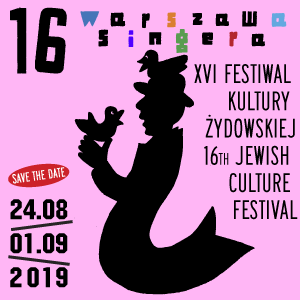 16
warszawa
singera
XVI FESTIWAL
KULTURY
ŻYDOWSKIEJ
16TH JEWISH
CULTURE
FESTIVAL
SAVE THE DATE
24.08
01.09
2019